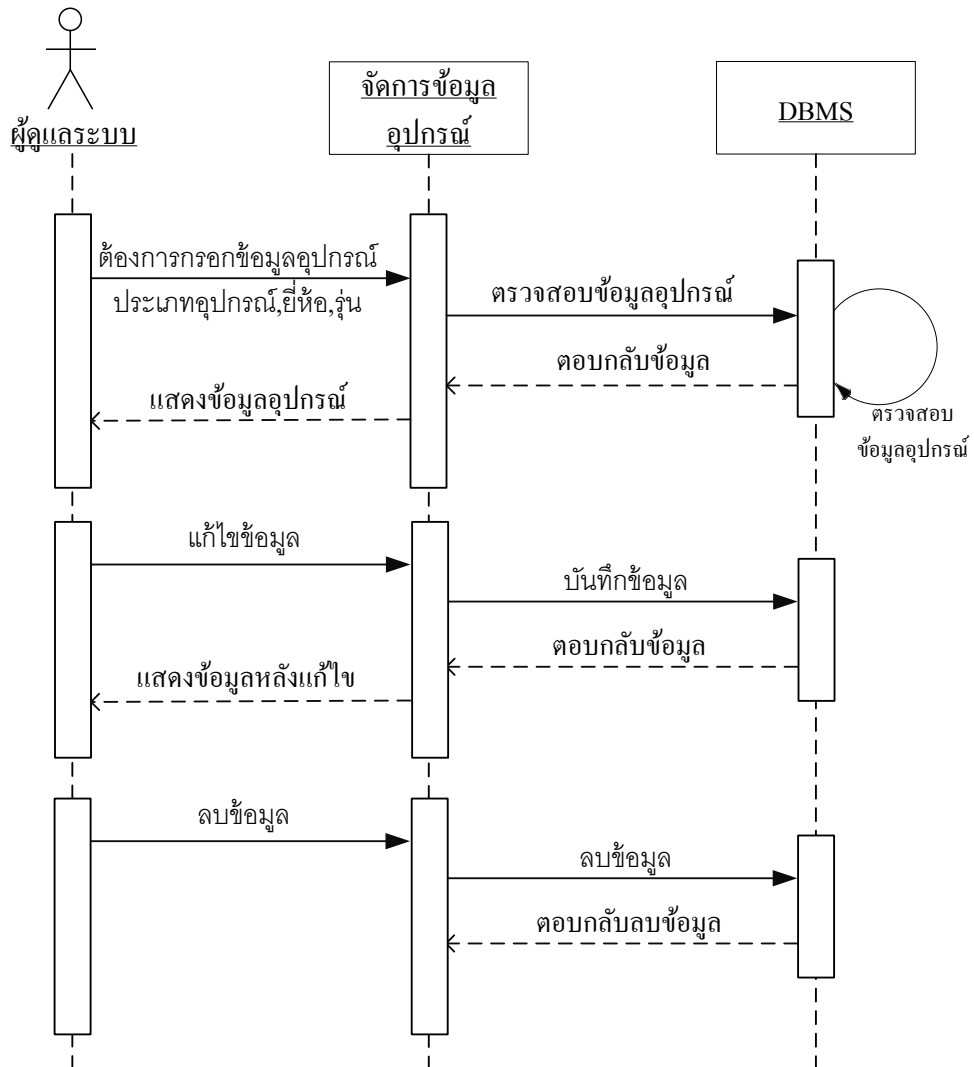 ผู้ดูแลระบบ
จัดการข้อมูล
อุปกรณ์
DBMS
ต้องการกรอกข้อมูลอุปกรณ์
ประเภทอุปกรณ์,ยี่ห้อ,รุ่น
ตรวจสอบข้อมูลอุปกรณ์
ตอบกลับข้อมูล
แสดงข้อมูลอุปกรณ์
ตรวจสอบ
ข้อมูลอุปกรณ์
แก้ไขข้อมูล
บันทึกข้อมูล
ตอบกลับข้อมูล
แสดงข้อมูลหลังแก้ไข
ลบข้อมูล
ลบข้อมูล
ตอบกลับลบข้อมูล